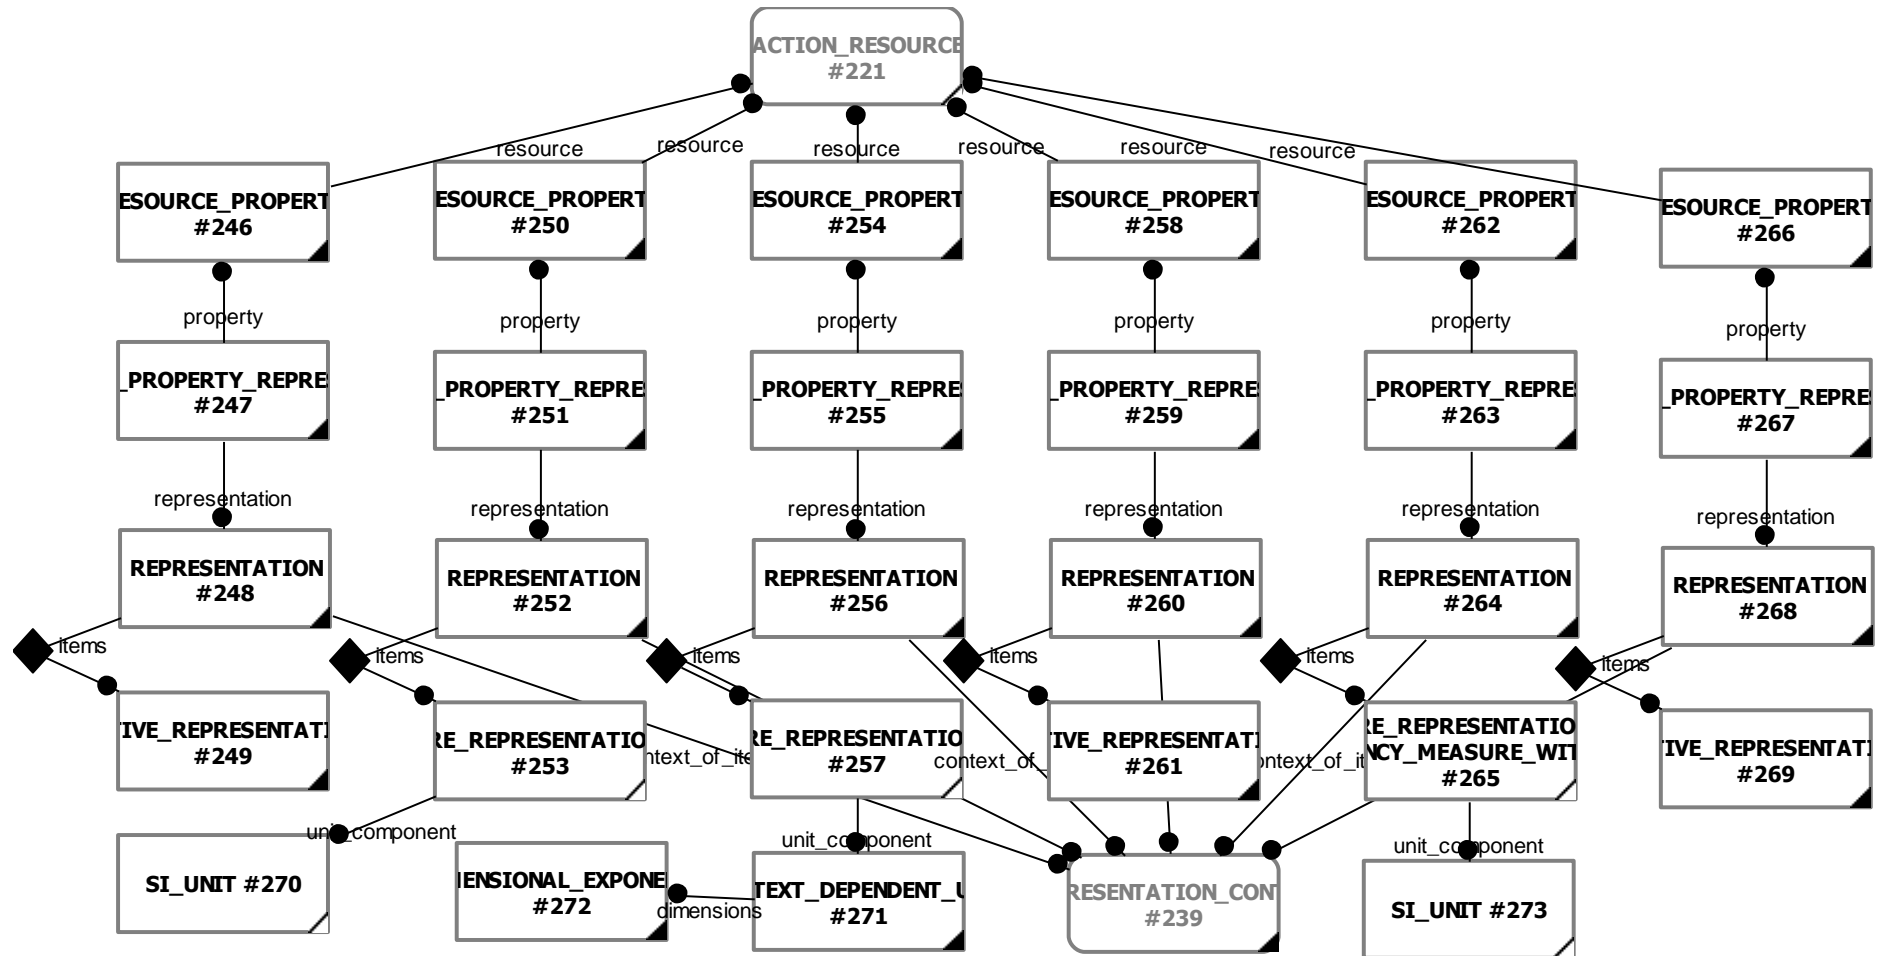 ACTION_RESOURCE
#221
resource
resource
resource
resource
resource
resource
ESOURCE_PROPERT
#246
ESOURCE_PROPERT
#250
ESOURCE_PROPERT
#254
ESOURCE_PROPERT
#258
ESOURCE_PROPERT
#262
ESOURCE_PROPERT
#266
property
property
property
property
property
property
_PROPERTY_REPRE
#247
_PROPERTY_REPRE
#251
_PROPERTY_REPRE
#255
_PROPERTY_REPRE
#259
_PROPERTY_REPRE
#263
_PROPERTY_REPRE
#267
representation
representation
representation
representation
representation
representation
REPRESENTATION
#248
REPRESENTATION
#252
REPRESENTATION
#256
REPRESENTATION
#260
REPRESENTATION
#264
REPRESENTATION
#268
items
items
items
items
items
items
TIVE_REPRESENTATI
#249
RE_REPRESENTATIO
#253
ntext_of_ite
RE_REPRESENTATIO
#257
context_of_
TIVE_REPRESENTATI
#261
ontext_of_it
RE_REPRESENTATIO
NCY_MEASURE_WIT
#265
TIVE_REPRESENTATI
#269
unit_component
unit_component
unit_component
SI_UNIT #270
ENSIONAL_EXPONE
#272
dimensions
TEXT_DEPENDENT_U
#271
RESENTATION_CONT
#239
SI_UNIT #273